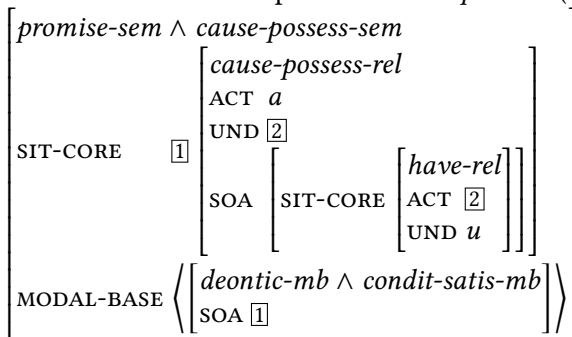 promise-sem ∧ cause-possess-sem
cause-possess-rel
ACT a
UND 2
SIT-CORE 1
SOA SIT-CORE
have-rel
ACT 2
UND u
MODAL-BASE ⟨ deontic-mb ∧ condit-satis-mb ⟩
SOA 1